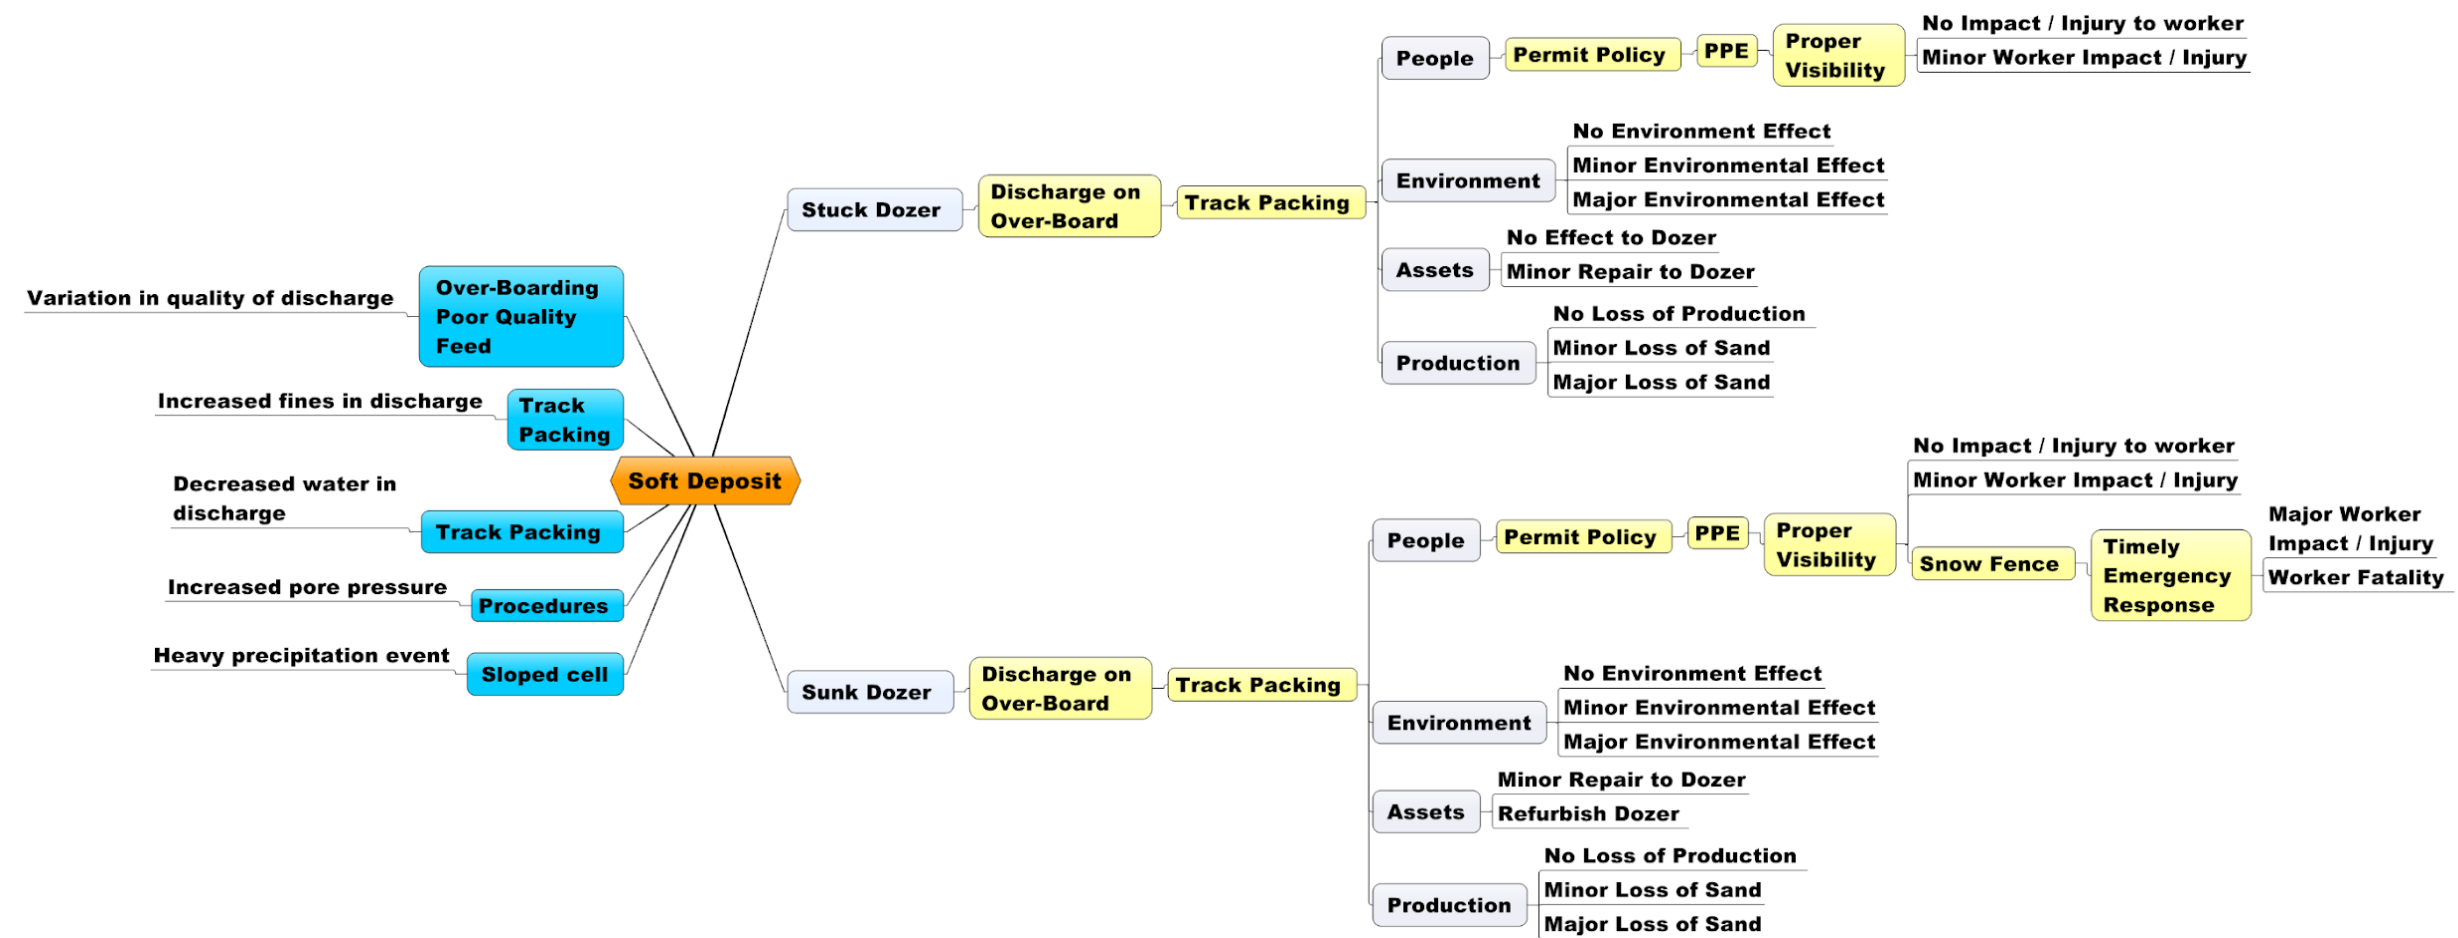 Variation in quality of discharge
Over-Boarding
Poor Quality
Feed
Increased fines in discharge
Track
Packing
Decreased water in
discharge
Track Packing
Increased pore pressure
Procedures
Heavy precipitation event
Sloped cell
Soft Deposit
Stuck Dozer
Discharge on
Over-Board
Track Packing
People
Permit Policy
PPE
Proper
Visibility
No Impact / Injury to worker
Minor Worker Impact / Injury
Environment
No Environment Effect
Minor Environmental Effect
Major Environmental Effect
Assets
No Effect to Dozer
Minor Repair to Dozer
Production
No Loss of Production
Minor Loss of Sand
Major Loss of Sand
Sunk Dozer
Discharge on
Over-Board
Track Packing
People
Permit Policy
PPE
Proper
Visibility
No Impact / Injury to worker
Minor Worker Impact / Injury
Snow Fence
Timely
Emergency
Response
Major Worker
Impact / Injury
Worker Fatality
Environment
No Environment Effect
Minor Environmental Effect
Major Environmental Effect
Assets
Minor Repair to Dozer
Refurbish Dozer
Production
No Loss of Production
Minor Loss of Sand
Major Loss of Sand